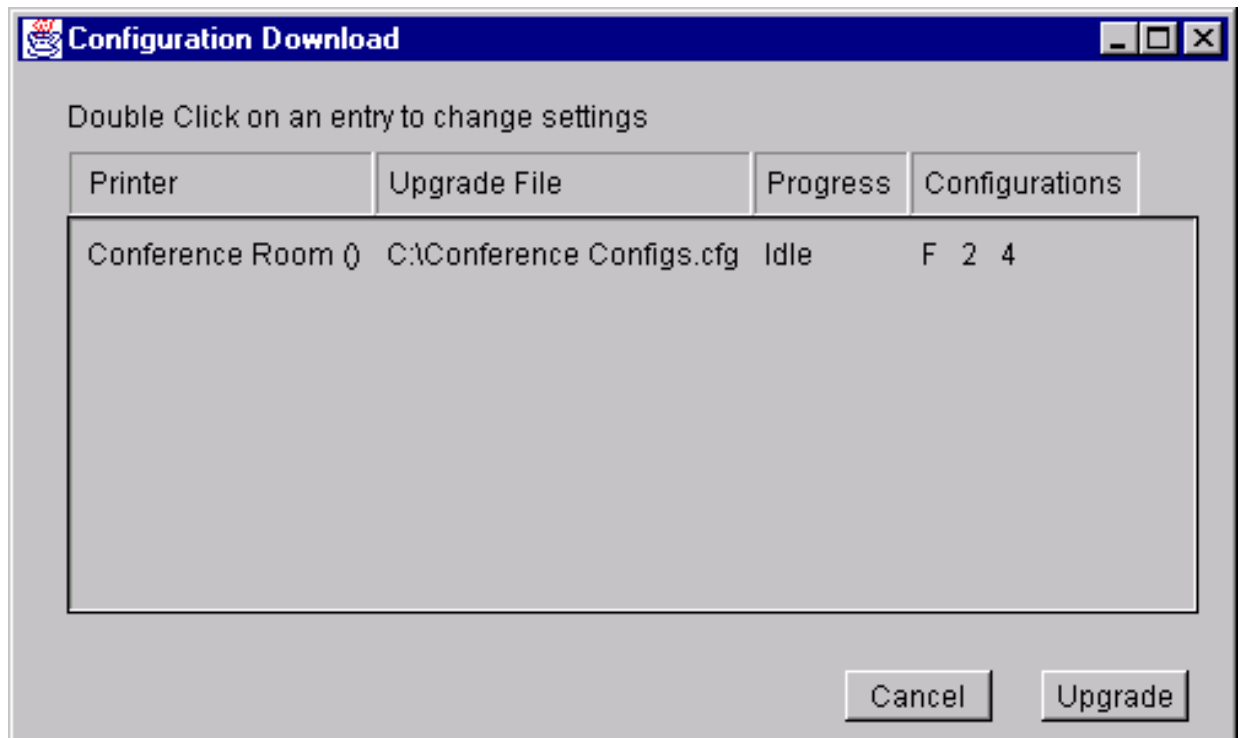 Configuration Download
Double Click on an entry to change settings
Printer Upgrade File Progress Configurations
Conference Room () C:\Conference Configs.cfg Idle F 2 4
Cancel Upgrade